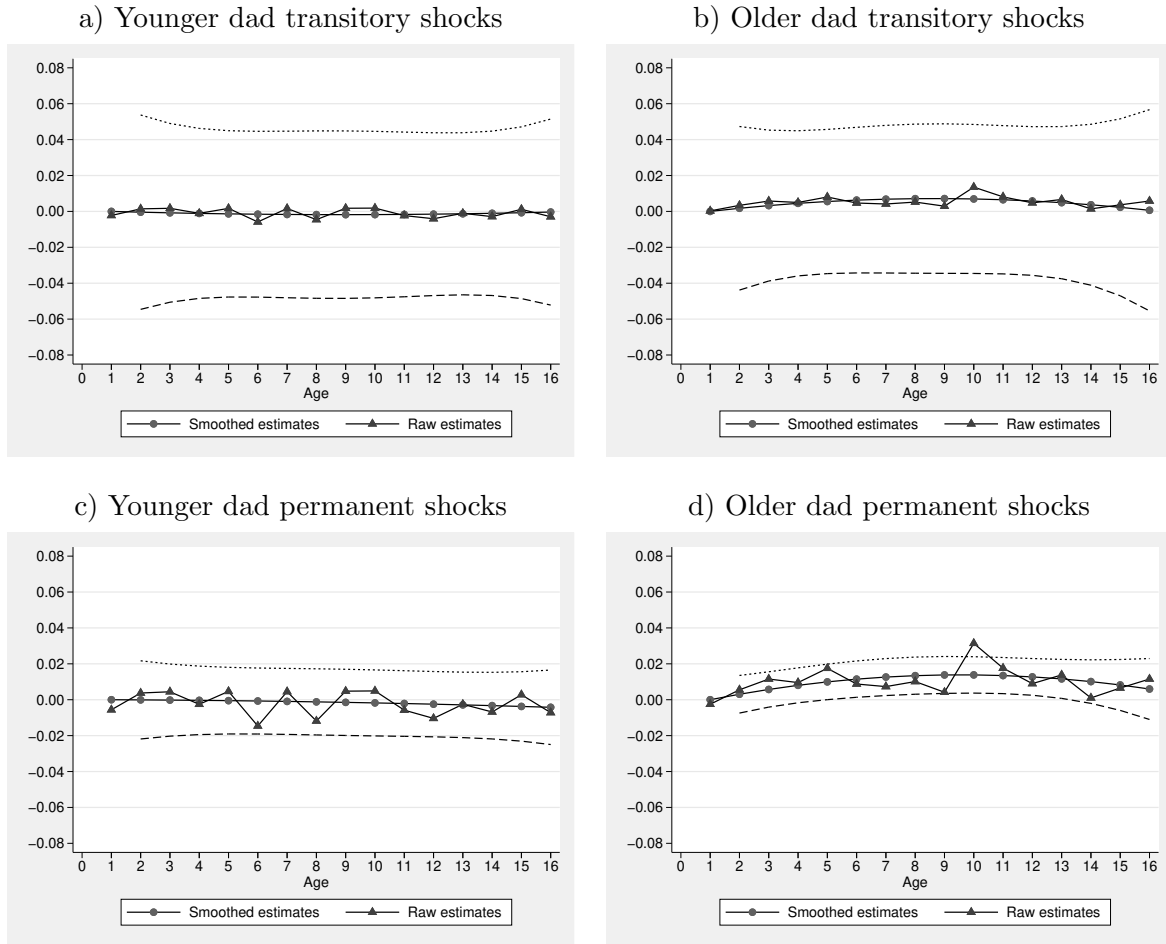 a) Younger dad transitory shocks
0.08
0.06
0.04
0.02
0.00
−0.02
−0.04
−0.06
−0.08
0 1 2 3 4 5 6 7 8 9 10 11 12 13 14 15 16
Age
Smoothed estimates Raw estimates
b) Older dad transitory shocks
0.08
0.06
0.04
0.02
0.00
−0.02
−0.04
−0.06
−0.08
0 1 2 3 4 5 6 7 8 9 10 11 12 13 14 15 16
Age
Smoothed estimates Raw estimates
c) Younger dad permanent shocks
0.08
0.06
0.04
0.02
0.00
−0.02
−0.04
−0.06
−0.08
0 1 2 3 4 5 6 7 8 9 10 11 12 13 14 15 16
Age
Smoothed estimates Raw estimates
d) Older dad permanent shocks
0.08
0.06
0.04
0.02
0.00
−0.02
−0.04
−0.06
−0.08
0 1 2 3 4 5 6 7 8 9 10 11 12 13 14 15 16
Age
Smoothed estimates Raw estimates